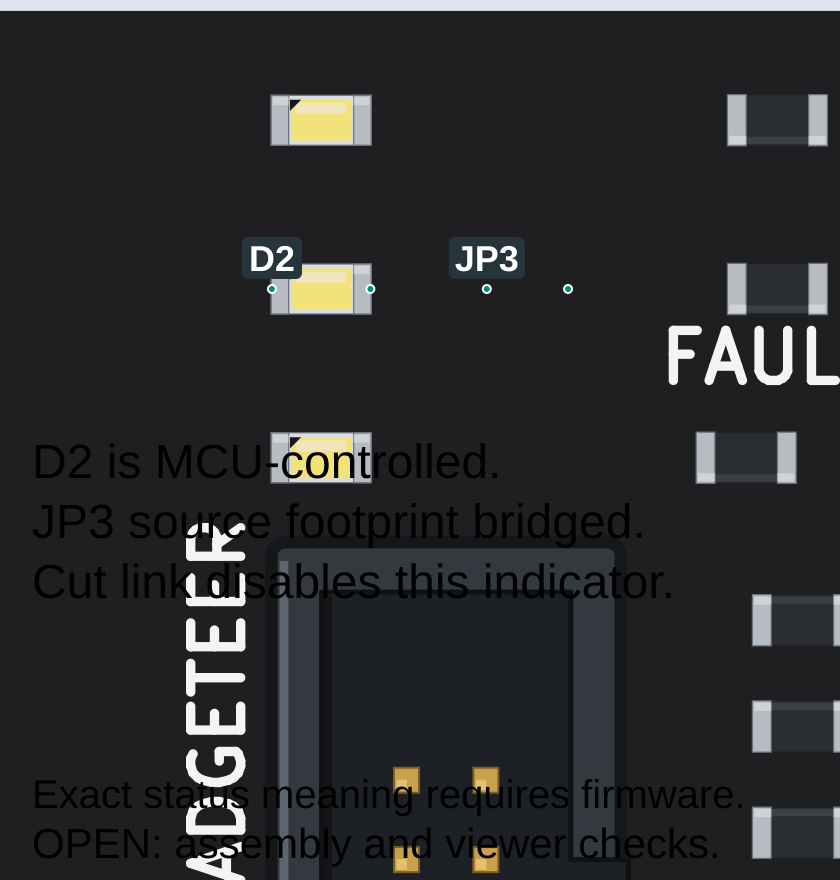 D2
JP3
FAUL
D2 is MCU-controlled.
JP3 source footprint bridged.
Cut link disables this indicator.
ADGETEER
Exact status meaning requires firmware.
OPEN: assembly and viewer checks.